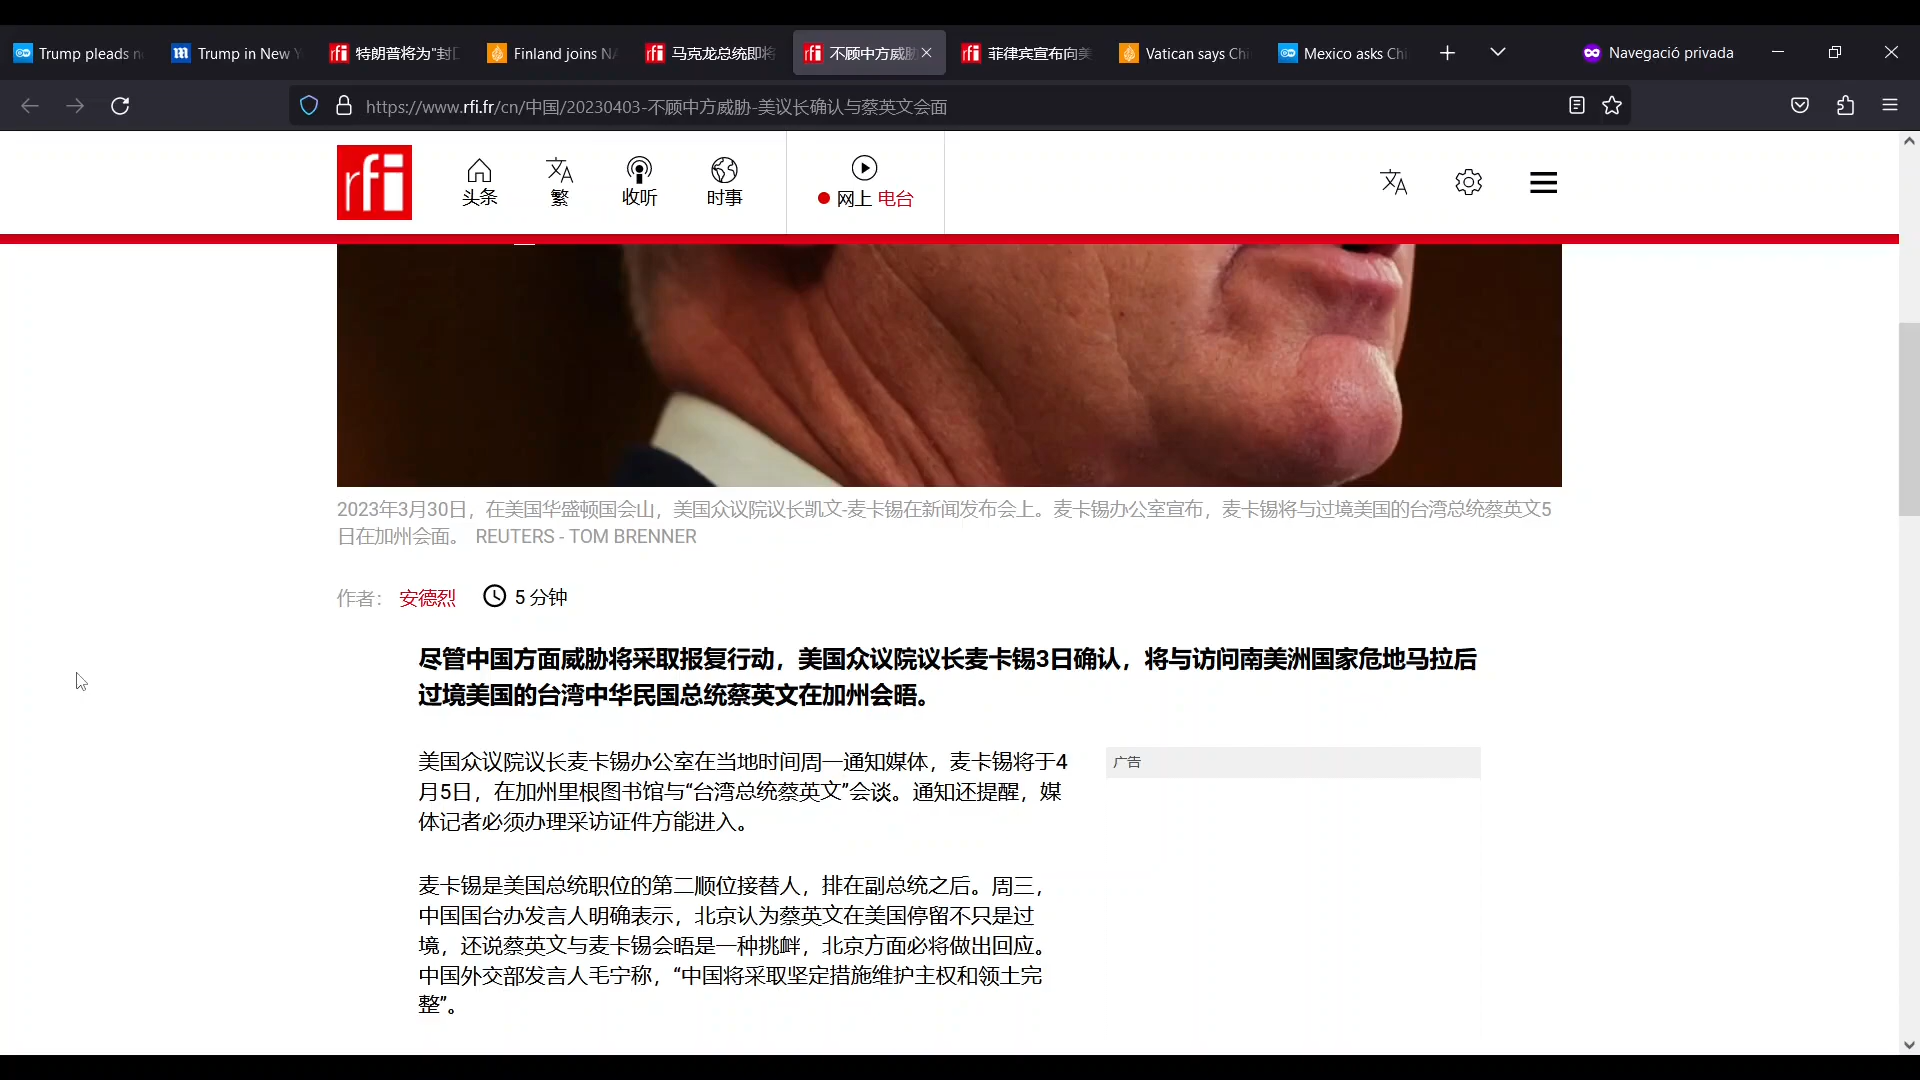 Trump pleads n
Trump in New Y
特朗普将为"封口
Finland joins NA
马克龙总统即将
不顾中方威胁
菲律宾宣布向美
Vatican says Chi
Mexico asks Chi
Navegació privada
https://www.rfi.fr/cn/中国/20230403-不顾中方威胁-美议长确认与蔡英文会面
rfi
头条
繁
收听
时事
网上 电台
2023年3月30日，在美国华盛顿国会山，美国众议院议长凯文-麦卡锡在新闻发布会上。麦卡锡办公室宣布，麦卡锡将与过境美国的台湾总统蔡英文5
日在加州会面。 REUTERS - TOM BRENNER
作者： 安德烈 5 分钟
尽管中国方面威胁将采取报复行动，美国众议院议长麦卡锡3日确认，将与访问南美洲国家危地马拉后
过境美国的台湾中华民国总统蔡英文在加州会晤。
美国众议院议长麦卡锡办公室在当地时间周一通知媒体，麦卡锡将于4
月5日，在加州里根图书馆与“台湾总统蔡英文”会谈。通知还提醒，媒
体记者必须办理采访证件方能进入。
广告
麦卡锡是美国总统职位的第二顺位接替人，排在副总统之后。周三，
中国国台办发言人明确表示，北京认为蔡英文在美国停留不只是过
境，还说蔡英文与麦卡锡会晤是一种挑衅，北京方面必将做出回应。
中国外交部发言人毛宁称，“中国将采取坚定措施维护主权和领土完
整”。